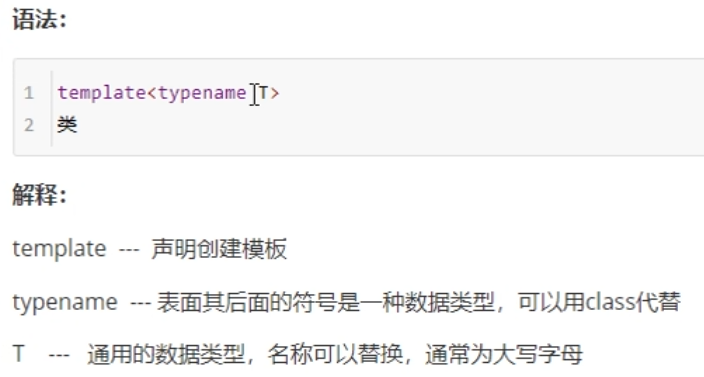 语法：
1 template<typename T>
2 类
解释：
template --- 声明创建模板
typename --- 表面其后面的符号是一种数据类型，可以用class代替
T --- 通用的数据类型，名称可以替换，通常为大写字母